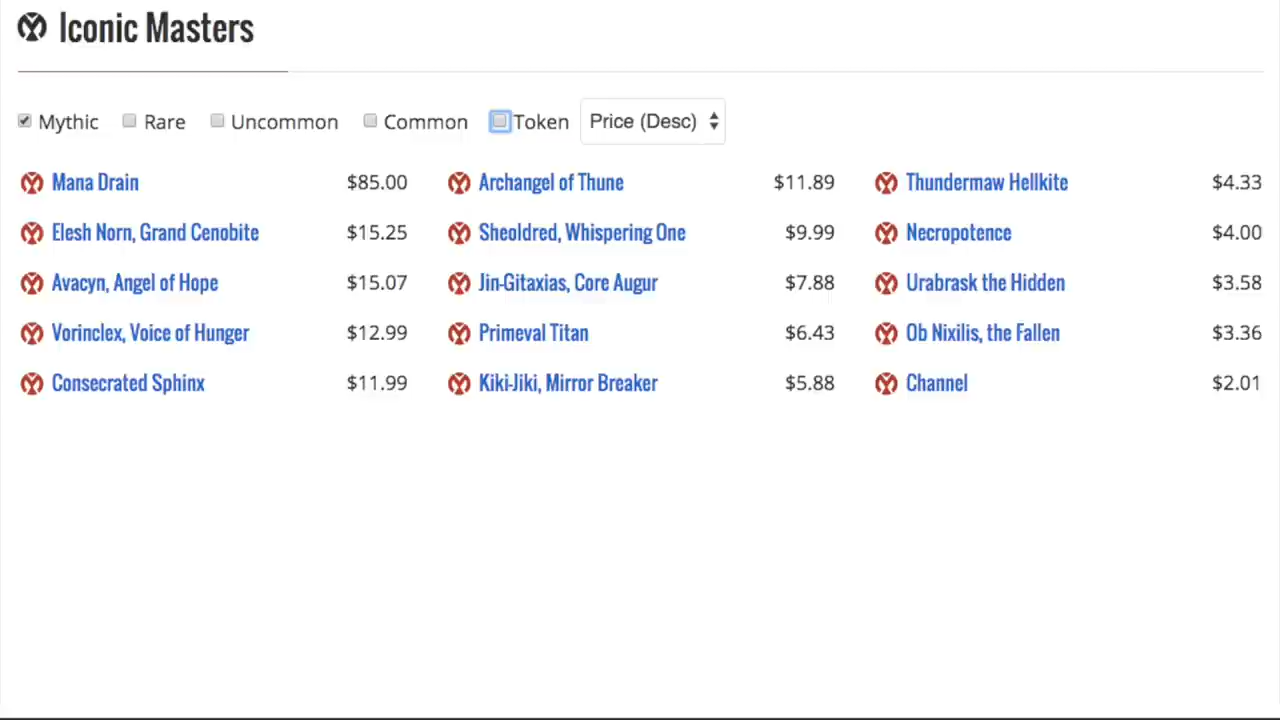 Iconic Masters
Mythic Rare Uncommon Common Token Price (Desc)
Mana Drain $85.00
Elesh Norn, Grand Cenobite $15.25
Avacyn, Angel of Hope $15.07
Vorinclex, Voice of Hunger $12.99
Consecrated Sphinx $11.99
Archangel of Thune $11.89
Sheoldred, Whispering One $9.99
Jin-Gitaxias, Core Augur $7.88
Primeval Titan $6.43
Kiki-Jiki, Mirror Breaker $5.88
Thundermaw Hellkite $4.33
Necropotence $4.00
Urabrask the Hidden $3.58
Ob Nixilis, the Fallen $3.36
Channel $2.01